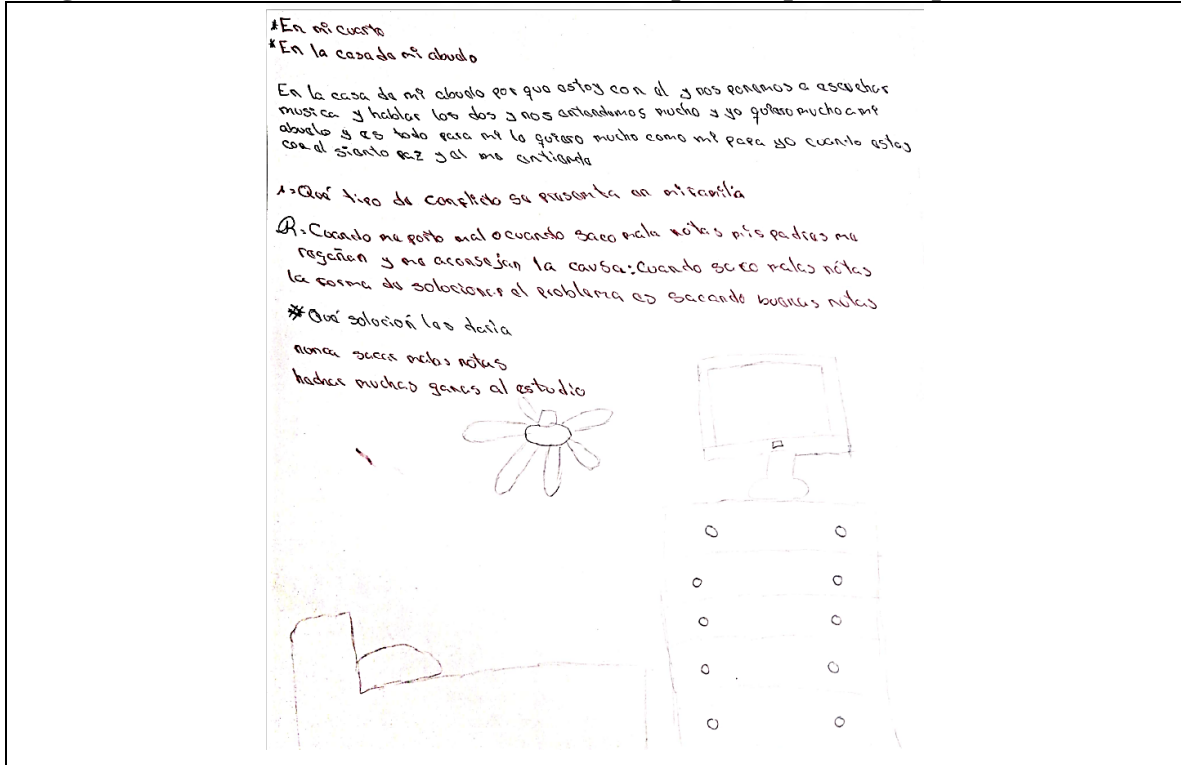 *En mi cuarto
*En la casa de mi abuelo
En la casa de mi abuelo por que estoy con el y nos ponemos a escuchar
musica y hablar los dos y nos entendemos mucho y yo quiero mucho a mi
abuelo y es todo para mi lo quiero mucho como mi papa yo cuando estoy
con el siento paz y el me entiende
1=Qué tipo de conflicto se presenta en mi familia
R=Cuando me porto mal o cuando saco mala notas mis padres me
regañan y me aconsejan la causa: Cuando saco malas nótas
la forma de solocionar el problema es sacando buenas notas
*Qué solocioñ les daria
nunca sacar malas notas
hechar muchas ganas al estudio